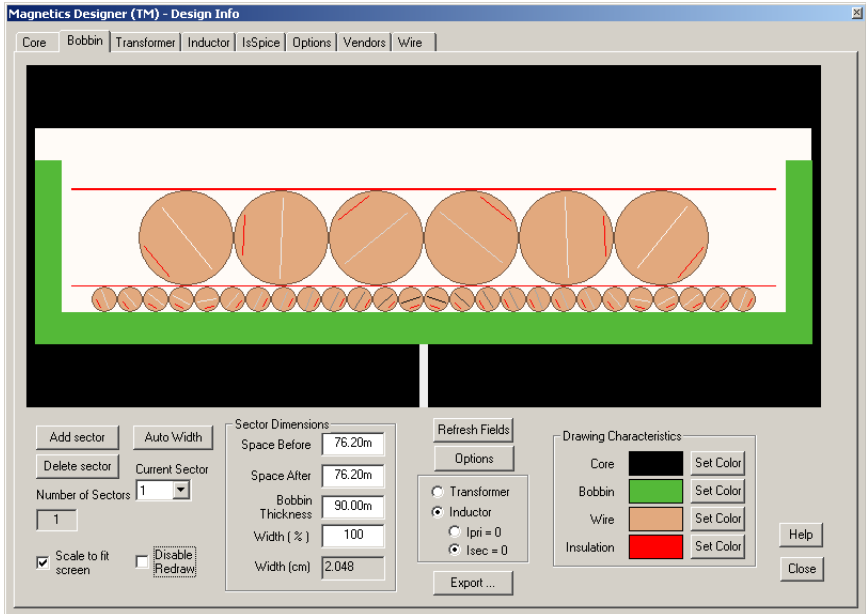 Magnetics Designer (TM) - Design Info
Core Bobbin Transformer Inductor IsSpice Options Vendors Wire
Add sector Auto Width
Delete sector Current Sector
Number of Sectors 1
1
Scale to fit screen
Disable Redraw
Sector Dimensions
Space Before 76.20m
Space After 76.20m
Bobbin Thickness 90.00m
Width ( % ) 100
Width (cm) 2.048
Refresh Fields
Options
Transformer
Inductor
Ipri = 0
Isec = 0
Export ...
Drawing Characteristics
Core Set Color
Bobbin Set Color
Wire Set Color
Insulation Set Color
Help
Close